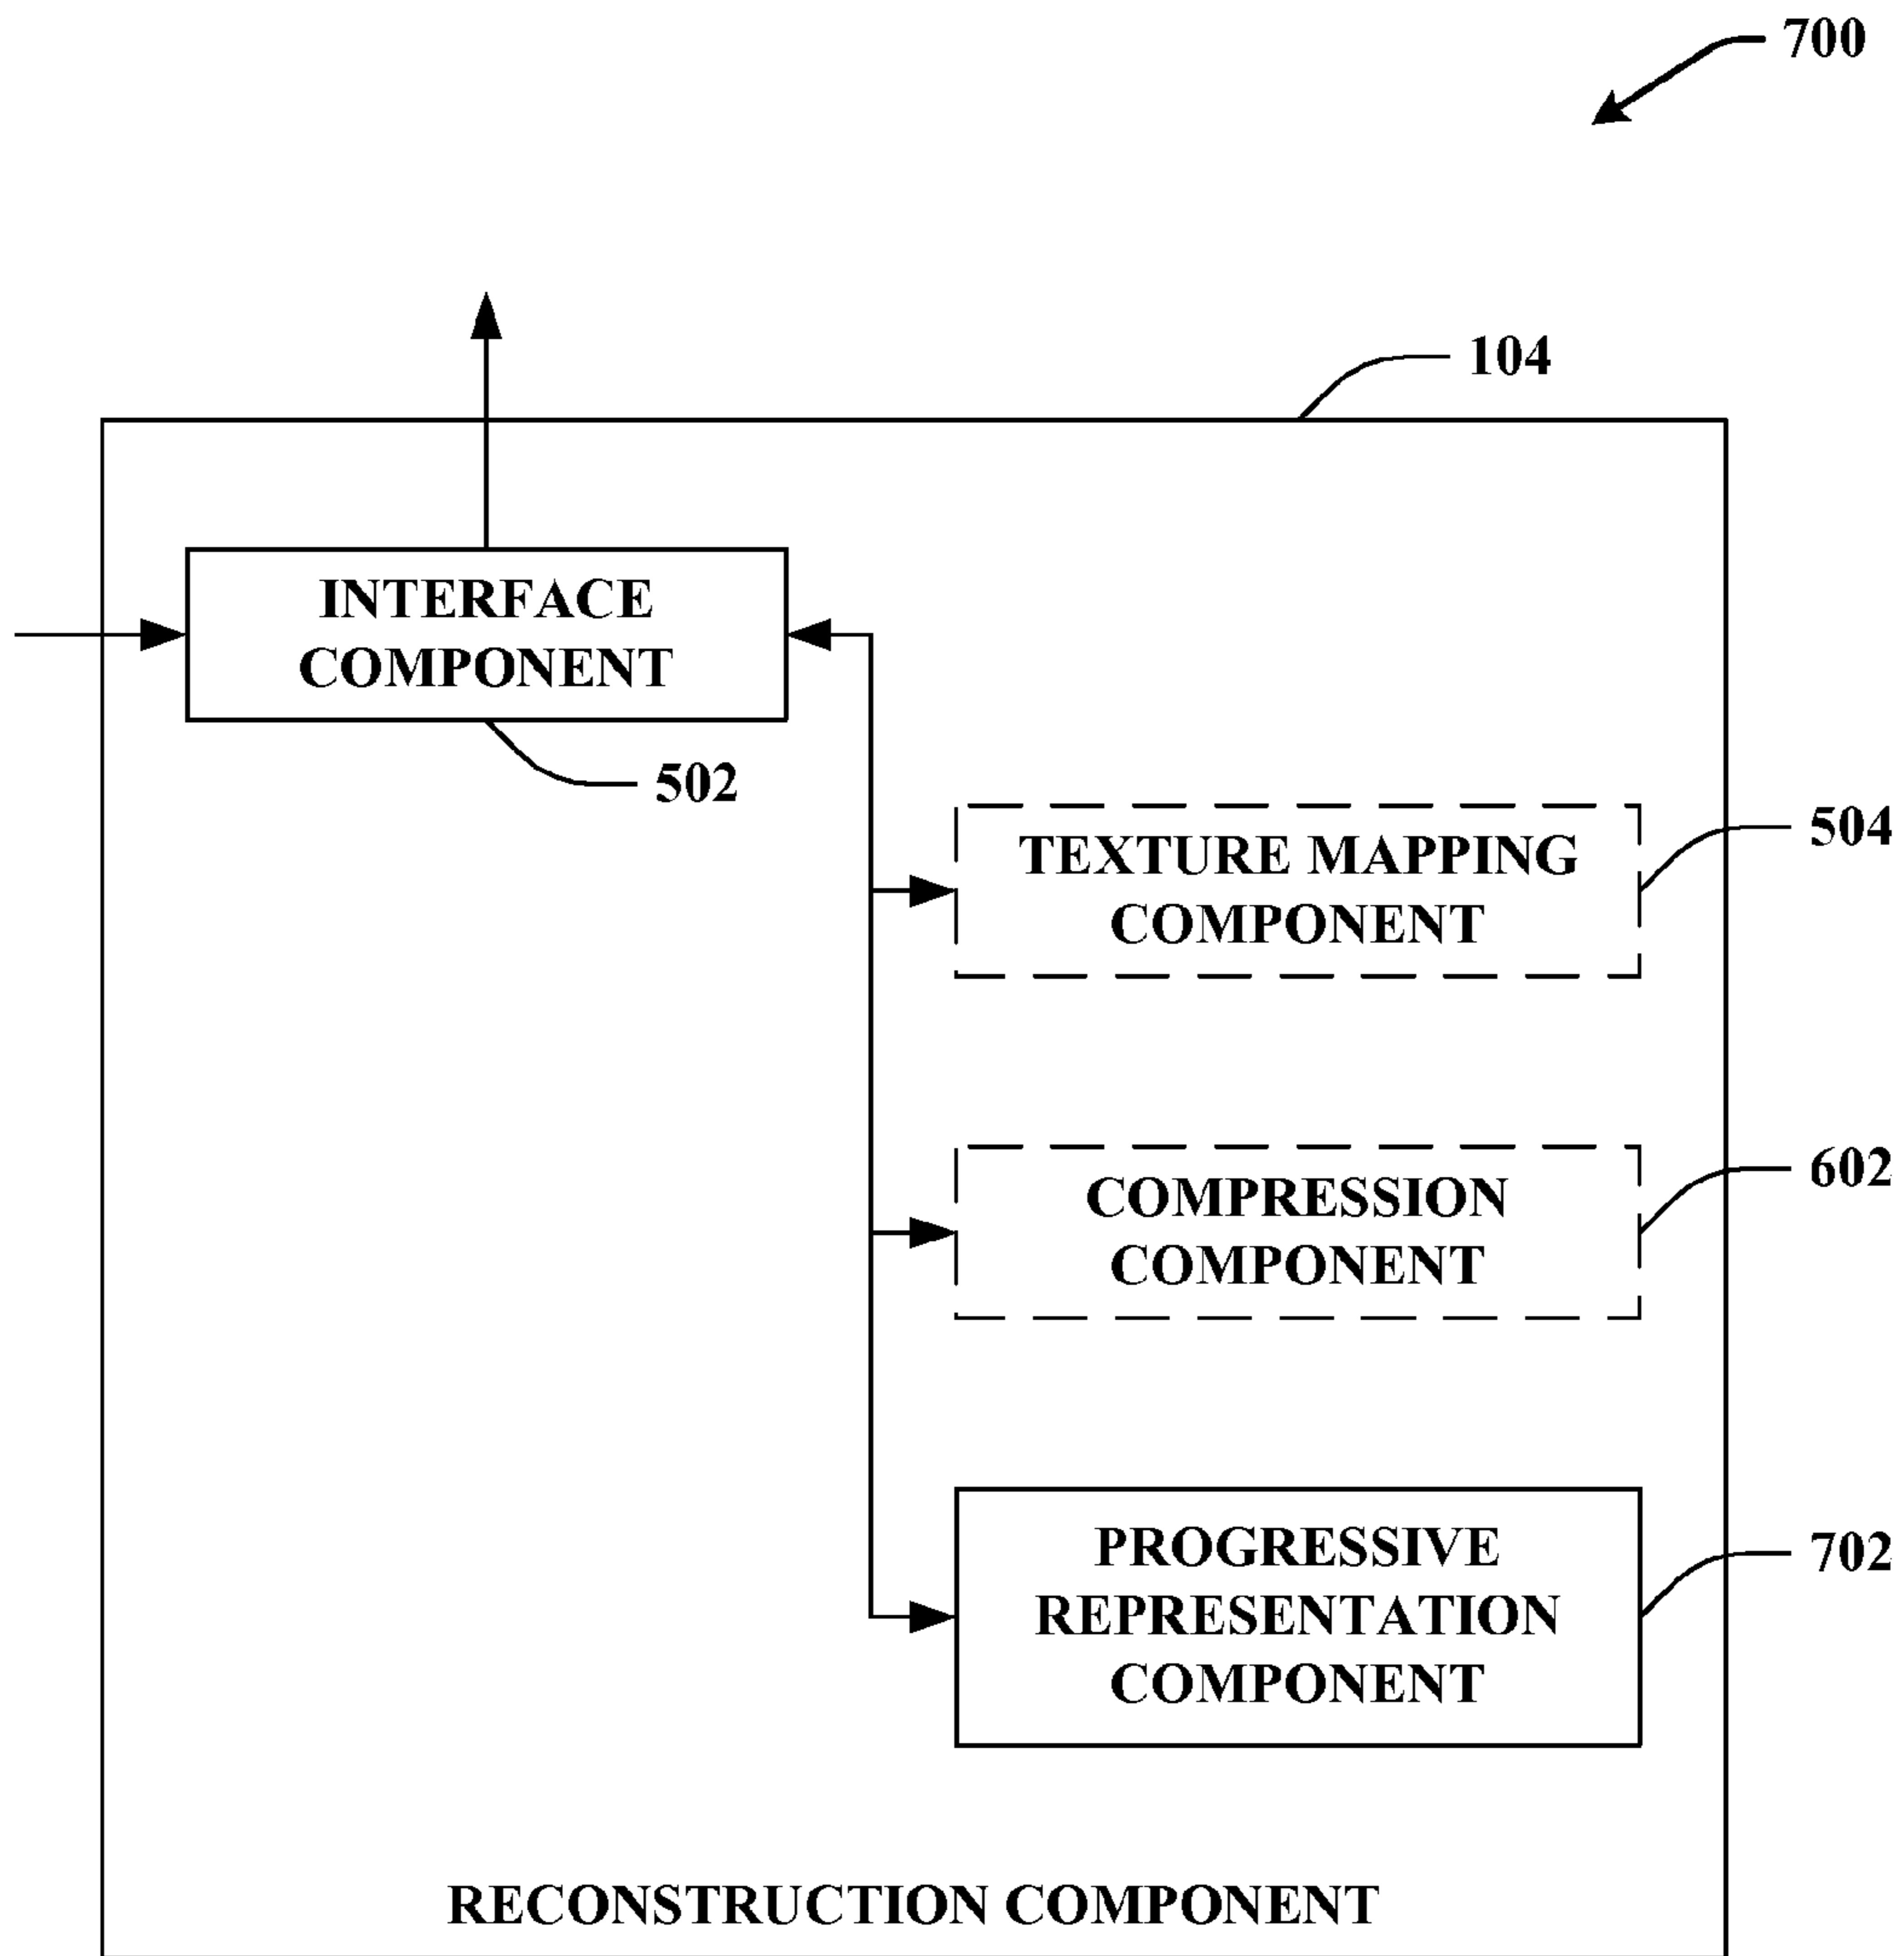 700
104
INTERFACE
COMPONENT
502
TEXTURE MAPPING
COMPONENT
504
COMPRESSION
COMPONENT
602
PROGRESSIVE
REPRESENTATION
COMPONENT
702
RECONSTRUCTION COMPONENT